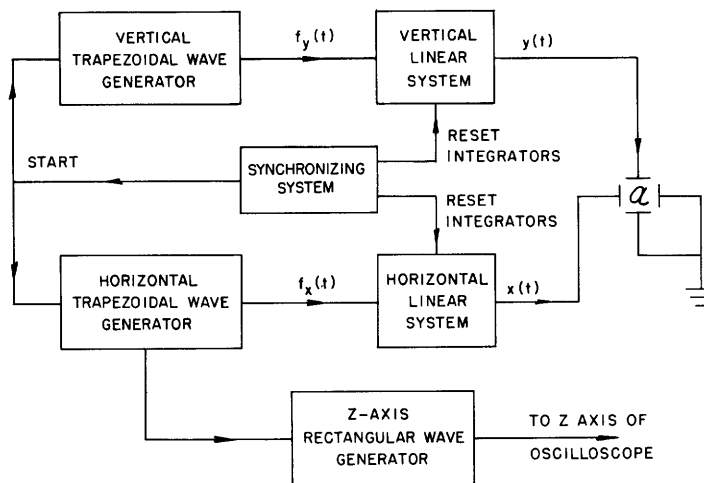 VERTICAL
TRAPEZOIDAL WAVE
GENERATOR
f_y(t)
VERTICAL
LINEAR
SYSTEM
y(t)
START
SYNCHRONIZING
SYSTEM
RESET
INTEGRATORS
RESET
INTEGRATORS
a
HORIZONTAL
TRAPEZOIDAL WAVE
GENERATOR
f_x(t)
HORIZONTAL
LINEAR
SYSTEM
x(t)
Z-AXIS
RECTANGULAR WAVE
GENERATOR
TO Z AXIS OF
OSCILLOSCOPE